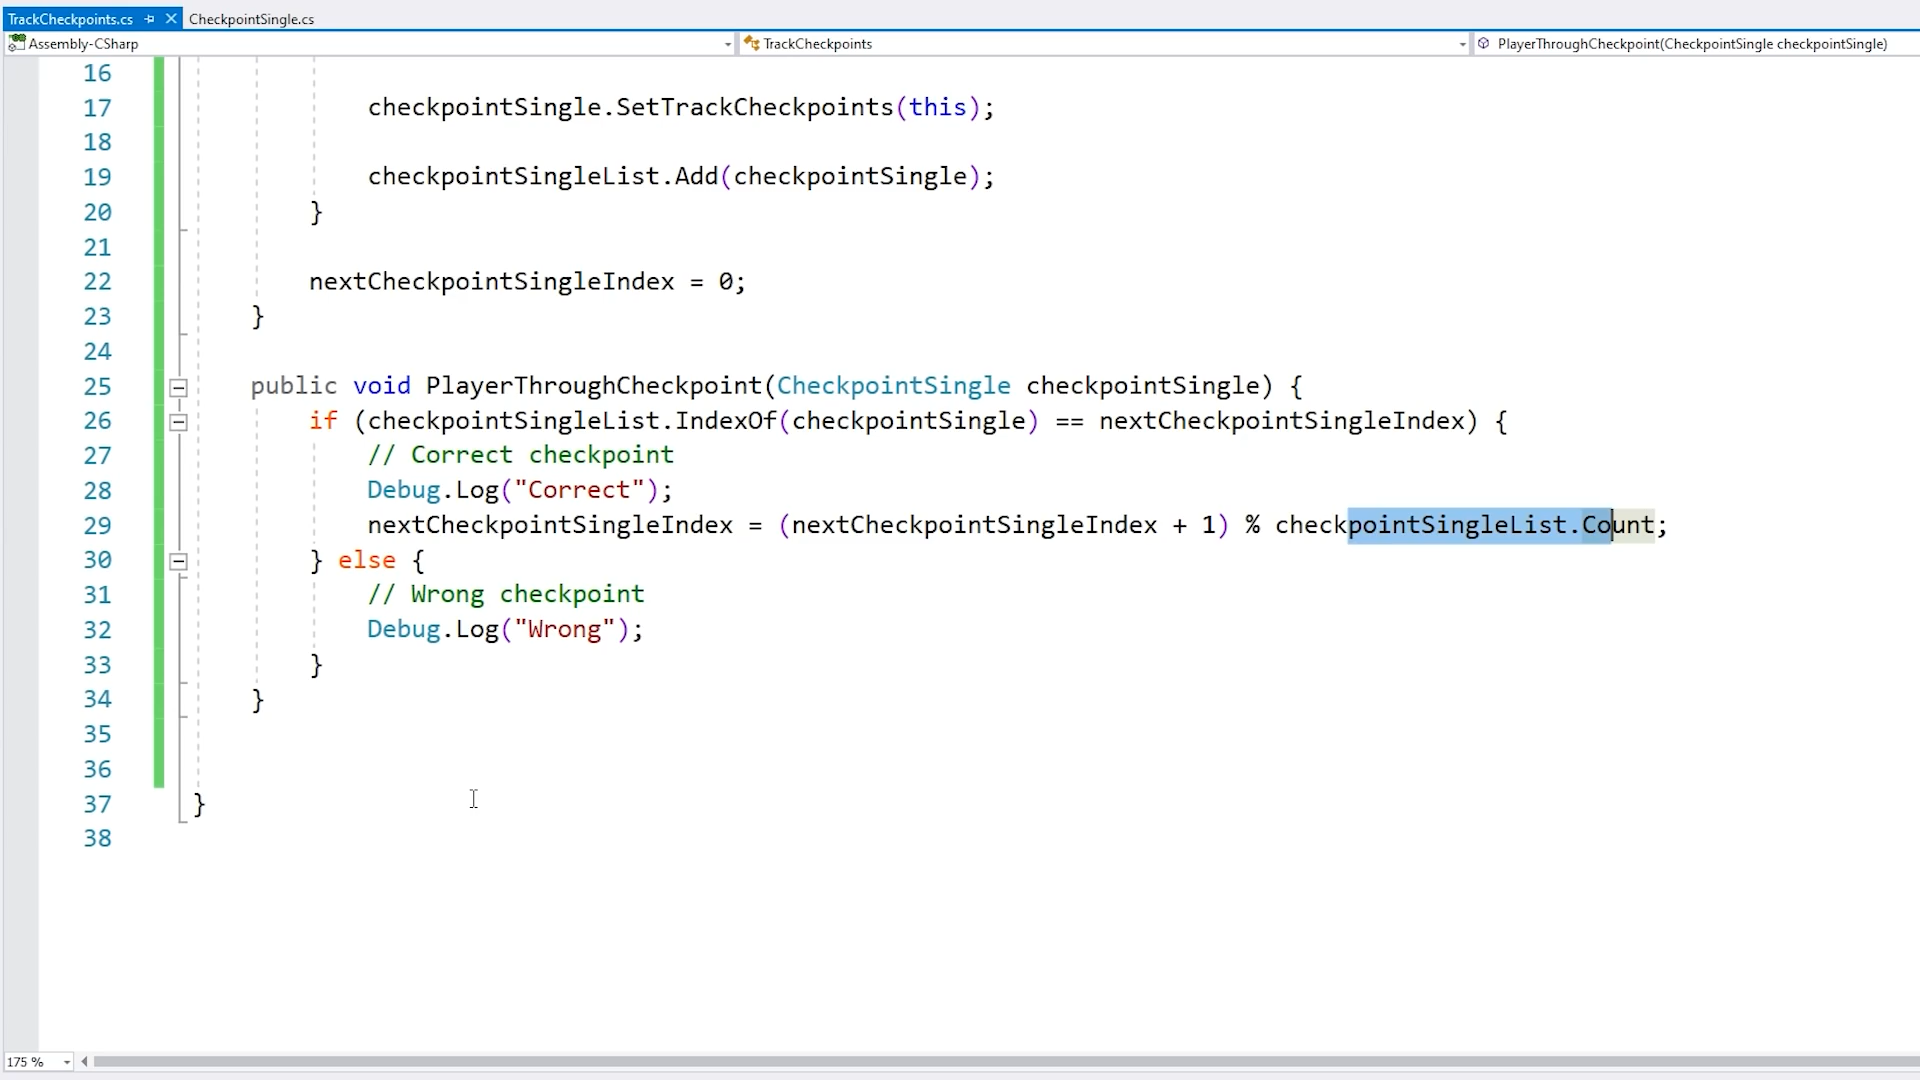 TrackCheckpoints.cs CheckpointSingle.cs
Assembly-CSharp TrackCheckpoints PlayerThroughCheckpoint(CheckpointSingle checkpointSingle)
16
17 checkpointSingle.SetTrackCheckpoints(this);
18
19 checkpointSingleList.Add(checkpointSingle);
20 }
21
22 nextCheckpointSingleIndex = 0;
23 }
24
25 public void PlayerThroughCheckpoint(CheckpointSingle checkpointSingle) {
26 if (checkpointSingleList.IndexOf(checkpointSingle) == nextCheckpointSingleIndex) {
27 // Correct checkpoint
28 Debug.Log("Correct");
29 nextCheckpointSingleIndex = (nextCheckpointSingleIndex + 1) % checkpointSingleList.Count;
30 } else {
31 // Wrong checkpoint
32 Debug.Log("Wrong");
33 }
34 }
35
36
37 }
38
175 %